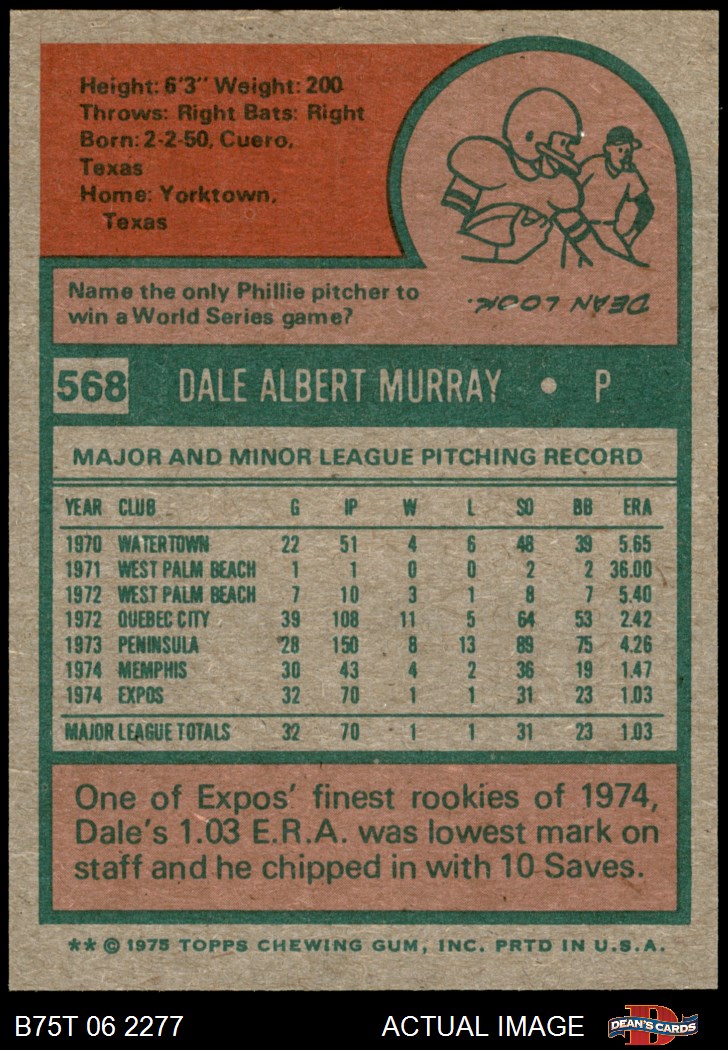 Height: 6'3" Weight: 200
Throws: Right Bats: Right
Born: 2-2-50, Cuero,
Texas
Home: Yorktown,
Texas
Name the only Phillie pitcher to
win a World Series game?
DEAN LOOK.
568 DALE ALBERT MURRAY • P
MAJOR AND MINOR LEAGUE PITCHING RECORD
YEAR CLUB G IP W L SO BB ERA
1970 WATERTOWN 22 51 4 6 48 39 5.65
1971 WEST PALM BEACH 1 1 0 0 2 2 36.00
1972 WEST PALM BEACH 7 10 3 1 8 7 5.40
1972 QUEBEC CITY 39 108 11 5 64 53 2.42
1973 PENINSULA 28 150 8 13 89 75 4.26
1974 MEMPHIS 30 43 4 2 36 19 1.47
1974 EXPOS 32 70 1 1 31 23 1.03
MAJOR LEAGUE TOTALS 32 70 1 1 31 23 1.03
One of Expos' finest rookies of 1974,
Dale's 1.03 E.R.A. was lowest mark on
staff and he chipped in with 10 Saves.
** © 1975 TOPPS CHEWING GUM, INC. PRTD IN U.S.A.
B75T 06 2277 ACTUAL IMAGE DEAN'S CARDS